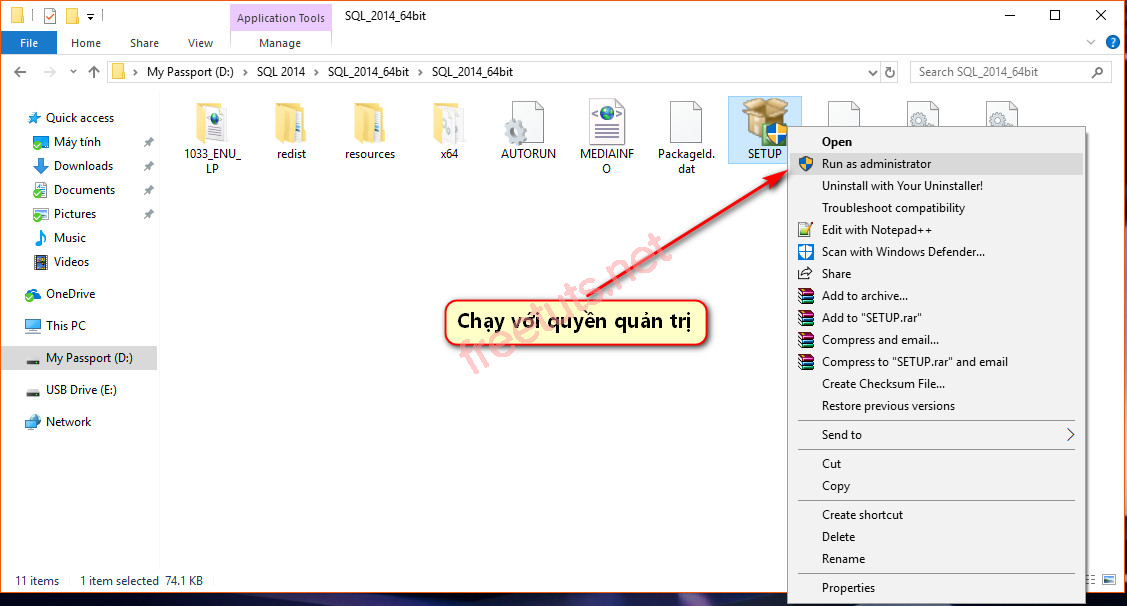 Application Tools
SQL_2014_64bit
File
Home
Share
View
Manage
My Passport (D:)
SQL 2014
SQL_2014_64bit
SQL_2014_64bit
Search SQL_2014_64bit
Quick access
Máy tính
Downloads
Documents
Pictures
Music
Videos
OneDrive
This PC
My Passport (D:)
USB Drive (E:)
Network
1033_ENU_
LP
redist
resources
x64
AUTORUN
MEDIAINF
O
PackageId.
dat
SETUP
Open
Run as administrator
Uninstall with Your Uninstaller!
Troubleshoot compatibility
Edit with Notepad++
Scan with Windows Defender...
Share
Add to archive...
Add to "SETUP.rar"
Compress and email...
Compress to "SETUP.rar" and email
Create Checksum File...
Restore previous versions
Send to
Cut
Copy
Create shortcut
Delete
Rename
Properties
Chạy với quyền quản trị
freetuts.net
11 items
1 item selected 74.1 KB